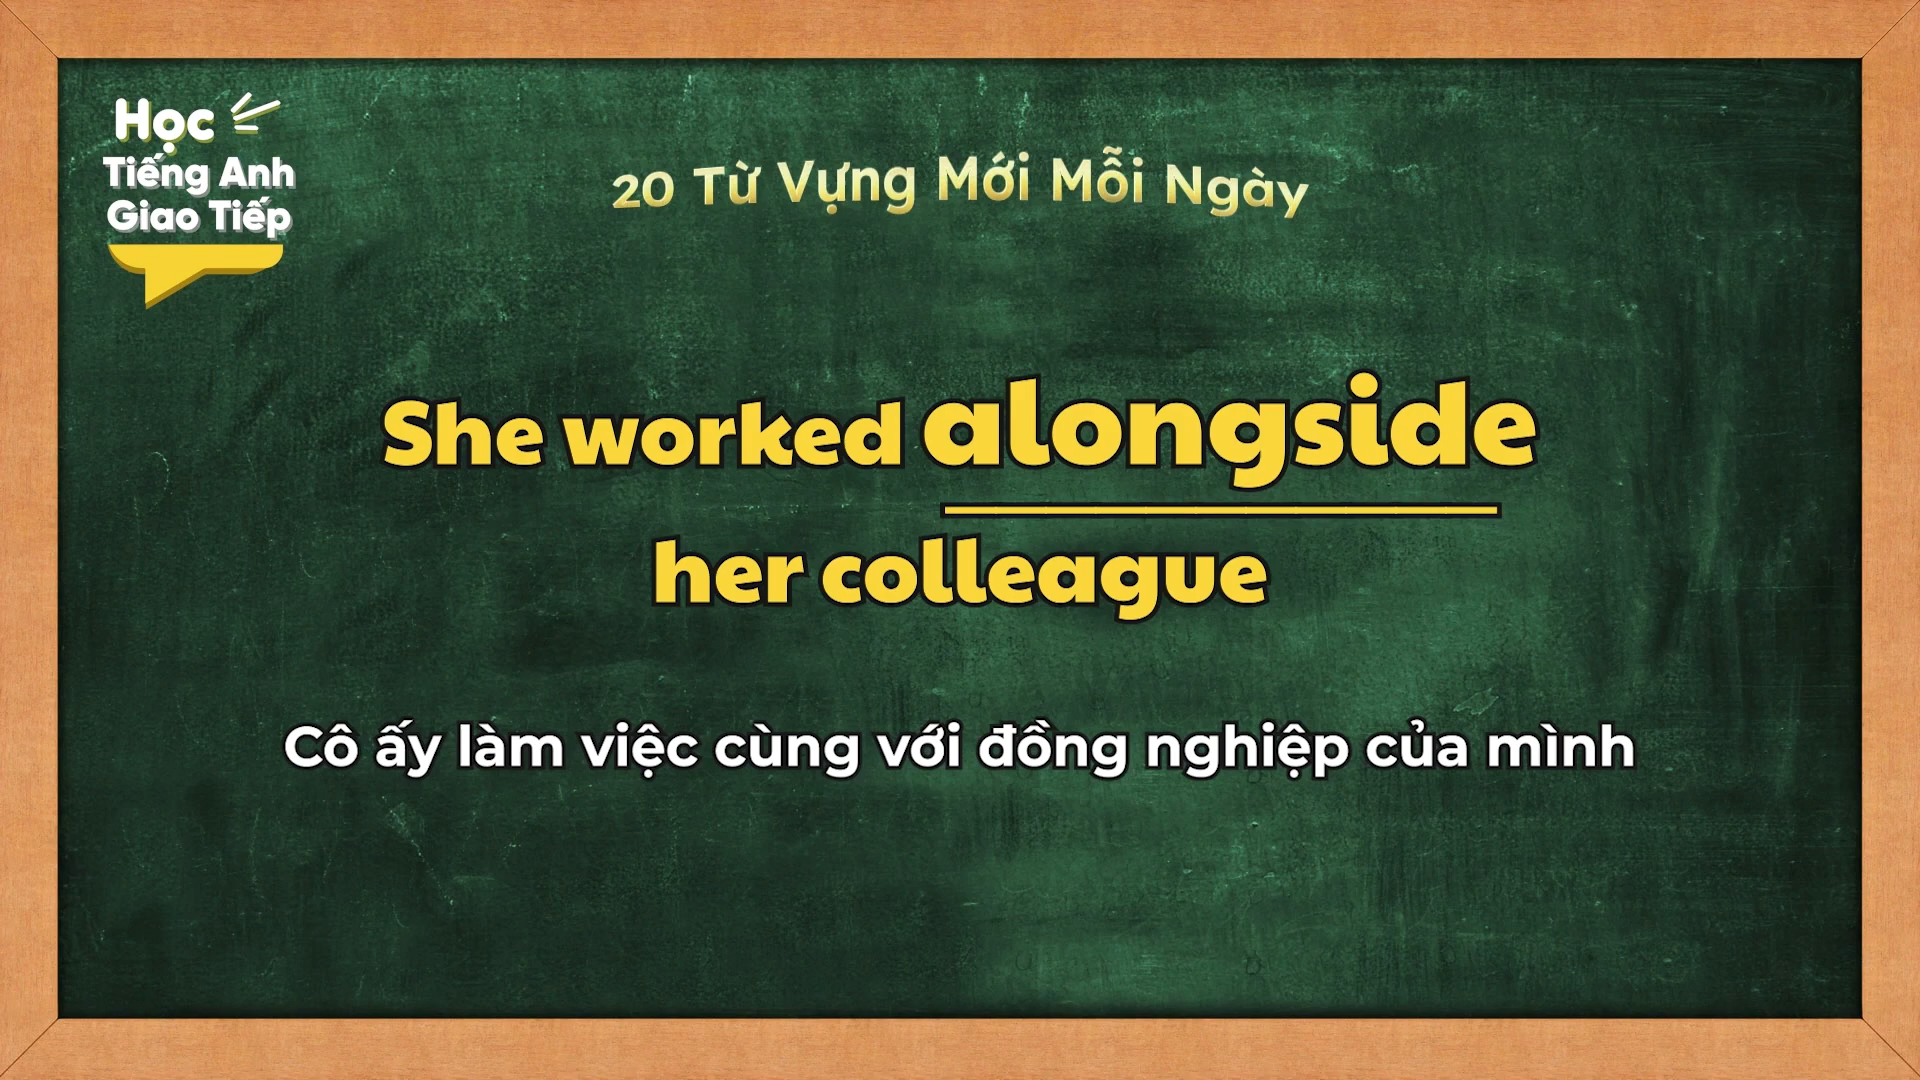 Học
Tiếng Anh
Giao Tiếp
20 Từ Vựng Mới Mỗi Ngày
She worked alongside
her colleague
Cô ấy làm việc cùng với đồng nghiệp của mình